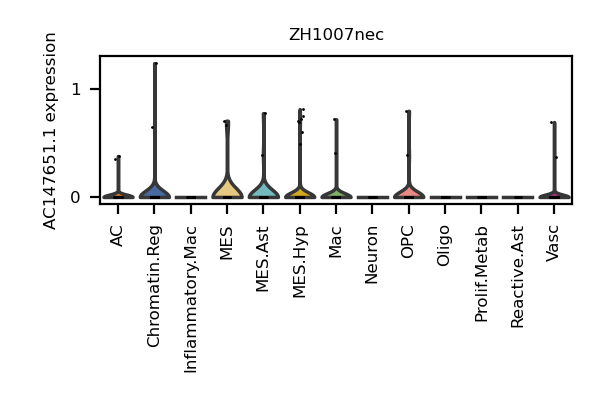 ZH1007nec
AC147651.1 expression
1
0
AC
Chromatin.Reg
Inflammatory.Mac
MES
MES.Ast
MES.Hyp
Mac
Neuron
OPC
Oligo
Prolif.Metab
Reactive.Ast
Vasc